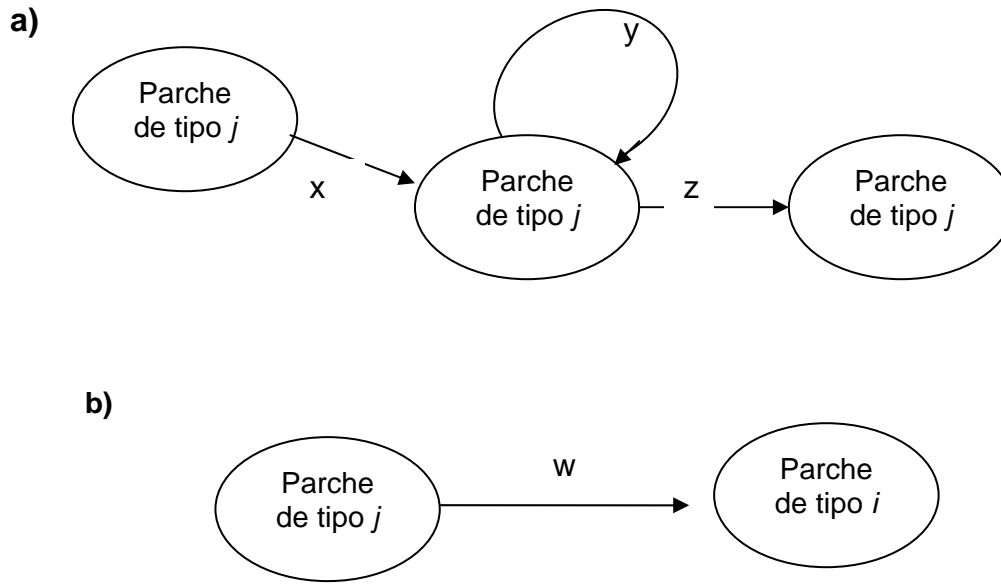 a)
Parche
de tipo j
x
y
Parche
de tipo j
z
Parche
de tipo j
b)
Parche
de tipo j
w
Parche
de tipo i